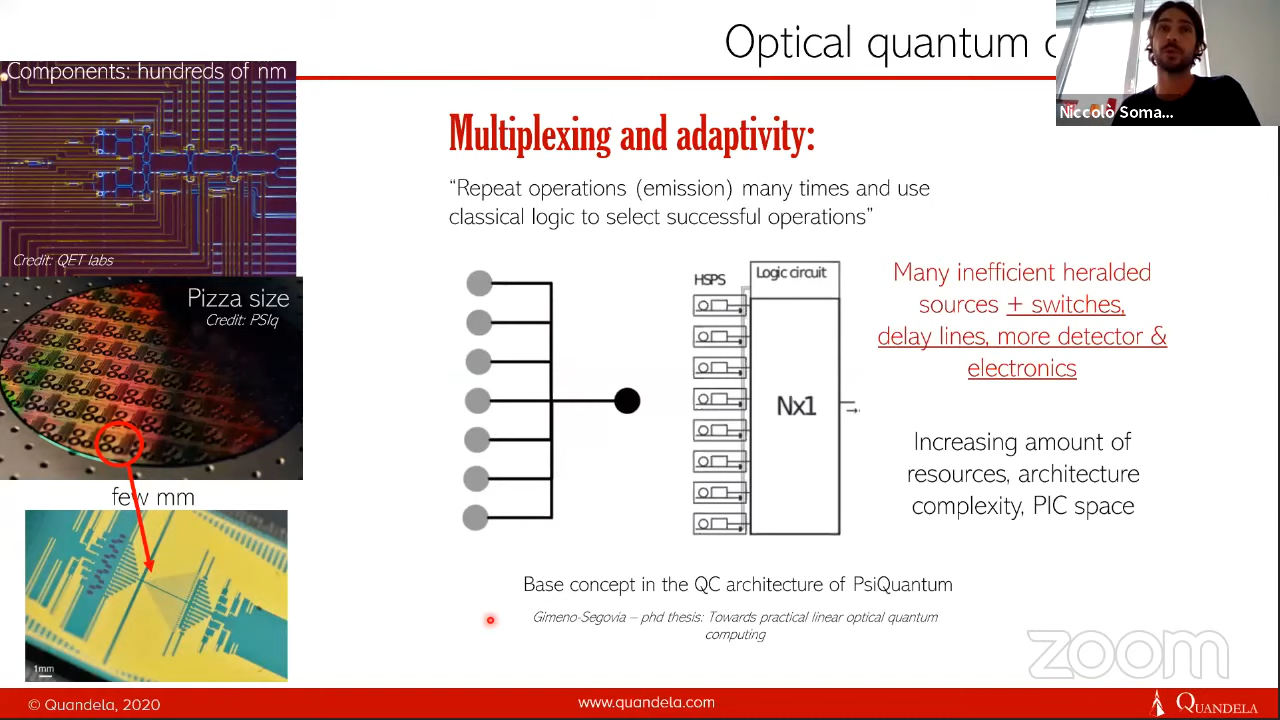 Optical quantum
Niccolò Soma...
Components: hundreds of nm
Credit: QET labs
Pizza size
Credit: PSIq
few mm
1mm
Multiplexing and adaptivity:
“Repeat operations (emission) many times and use
classical logic to select successful operations”
HSPS
Logic circuit
Nx1
Many inefficient heralded
sources + switches,
delay lines, more detector &
electronics
Increasing amount of
resources, architecture
complexity, PIC space
Base concept in the QC architecture of PsiQuantum
Gimeno-Segovia – phd thesis: Towards practical linear optical quantum
computing
zoom
© Quandela, 2020
www.quandela.com
QUANDELA